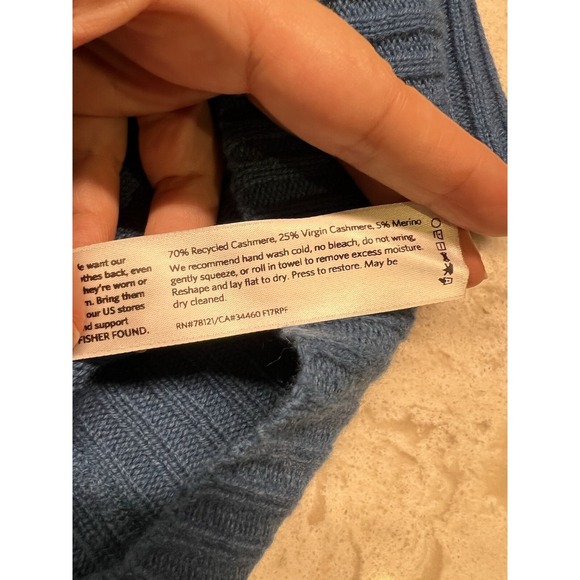 we want our
clothes back, even
they're worn or
Bring them
our US stores
and support
FISHER FOUND.
70% Recycled Cashmere, 25% Virgin Cashmere, 5% Merino
We recommend hand wash cold, no bleach, do not wring,
gently squeeze, or roll in towel to remove excess moisture.
Reshape and lay flat to dry. Press to restore. May be
dry cleaned.
RN#78121/CA#34460 F17RPF